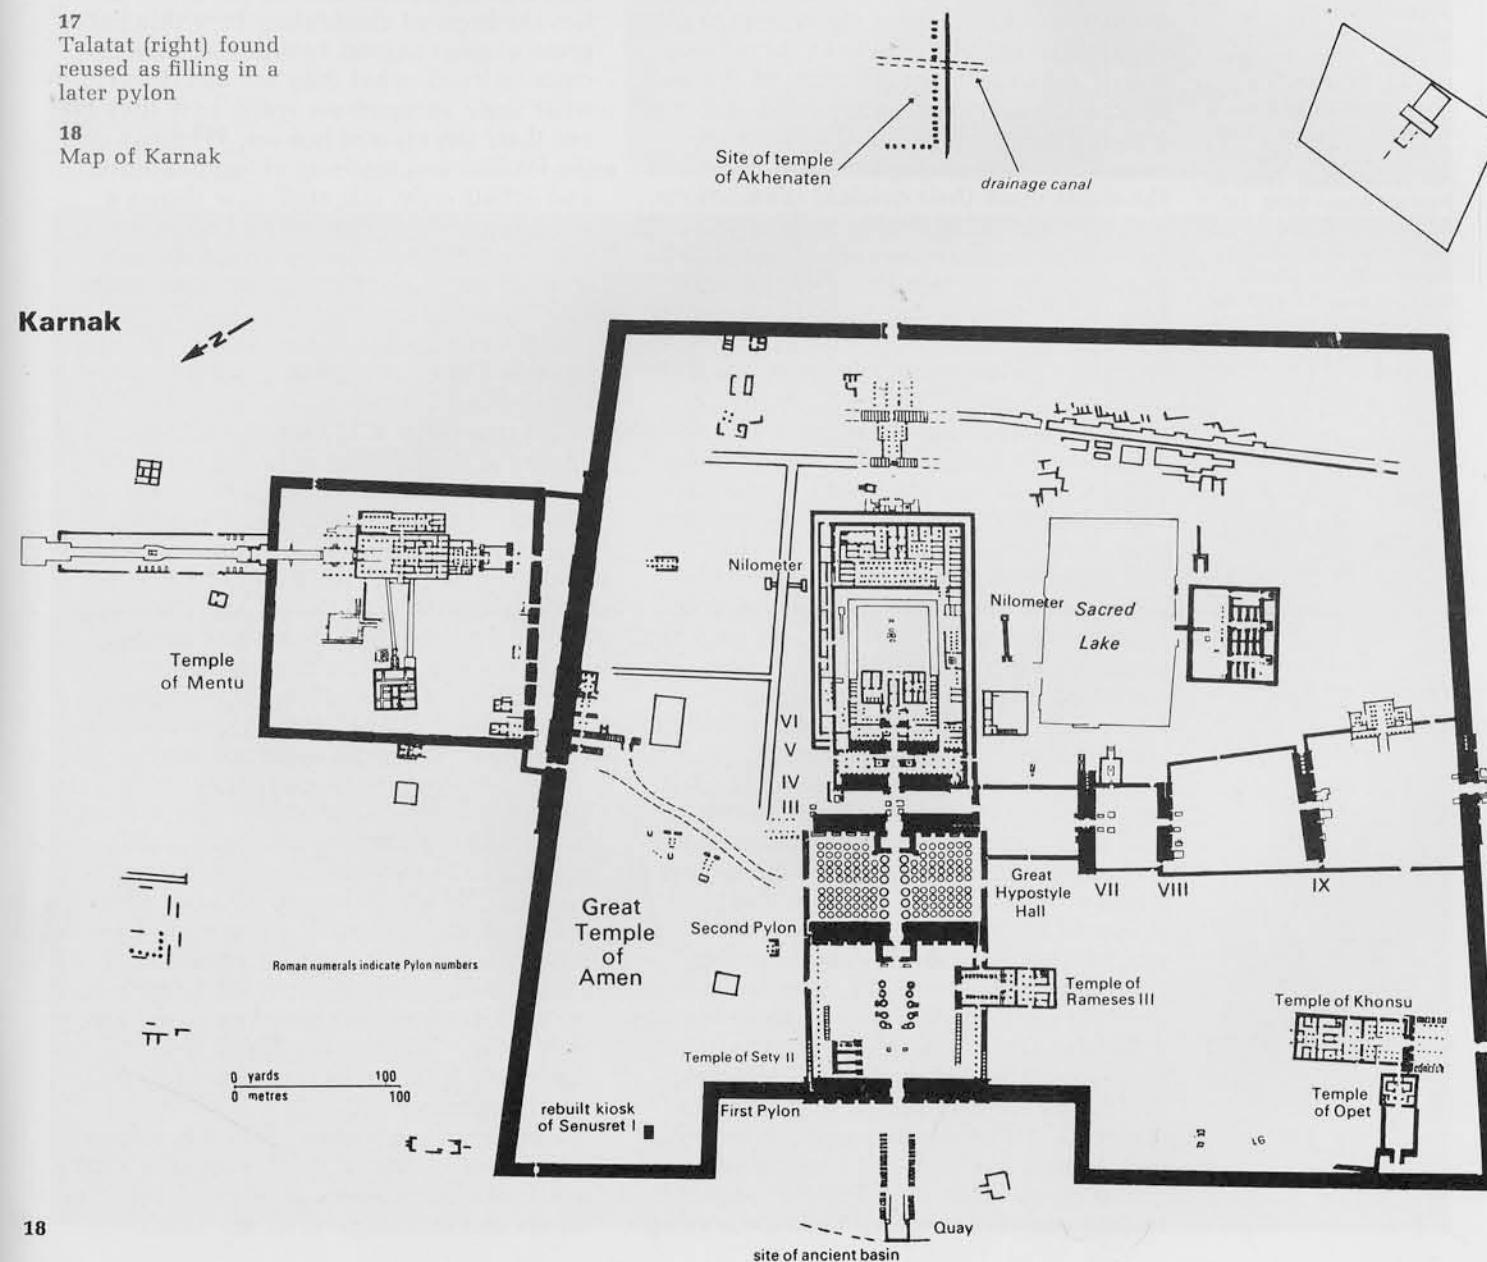 17
Talatat (right) found
reused as filling in a
later pylon
18
Map of Karnak
Site of temple
of Akhenaten
drainage canal
Karnak
N
Temple
of Mentu
Nilometer
Nilometer
Sacred
Lake
VI
V
IV
III
Great
Hypostyle
Hall
VII
VIII
IX
Great
Temple
of
Amen
Second Pylon
Roman numerals indicate Pylon numbers
Temple of
Rameses III
Temple of Khonsu
Temple of Sety II
0 yards 100
0 metres 100
rebuilt kiosk
of Senusret I
First Pylon
Temple
of Opet
18
Quay
site of ancient basin